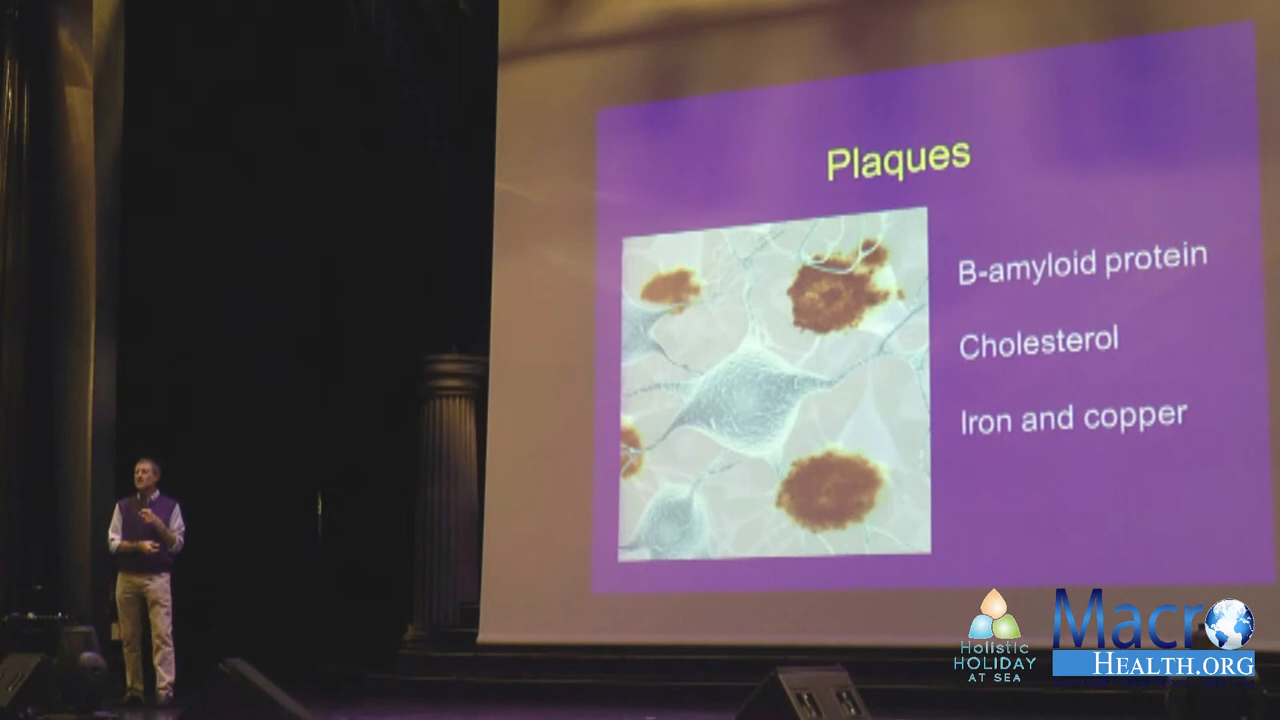 Plaques
B-amyloid protein
Cholesterol
Iron and copper
Holistic
HOLIDAY
AT SEA
Macro
HEALTH.ORG